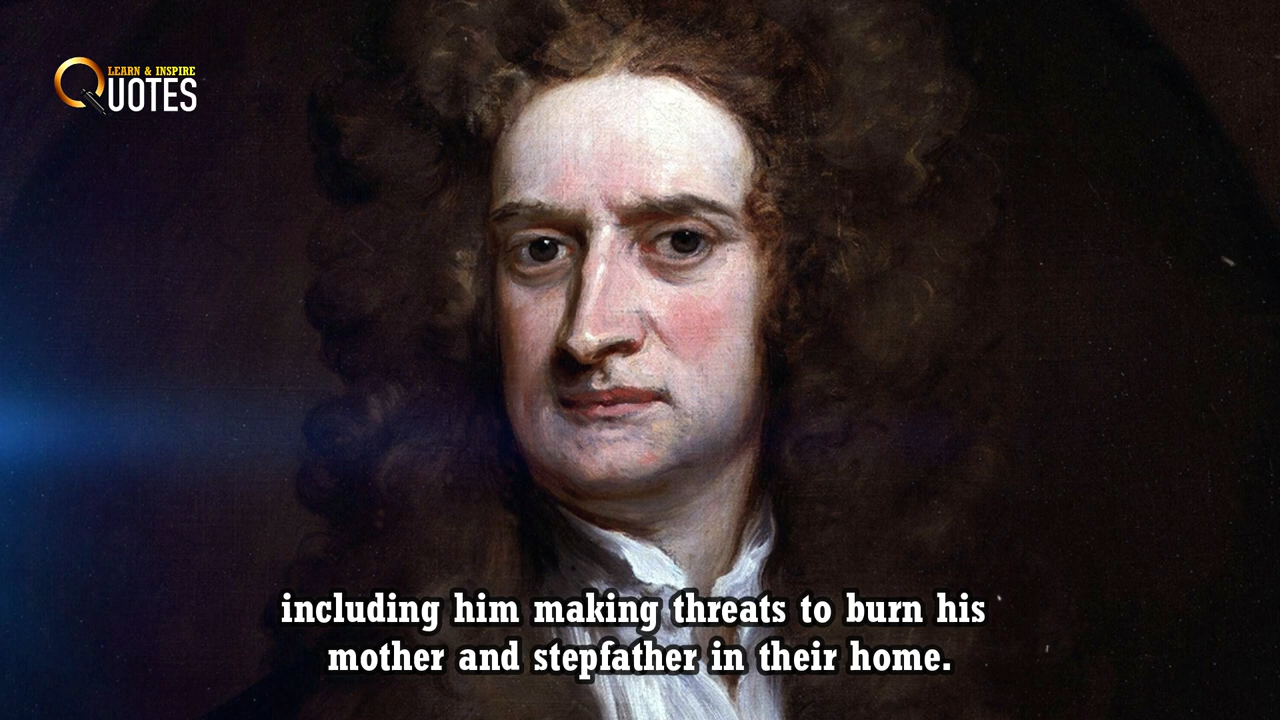 LEARN & INSPIRE
QUOTES
including him making threats to burn his
mother and stepfather in their home.